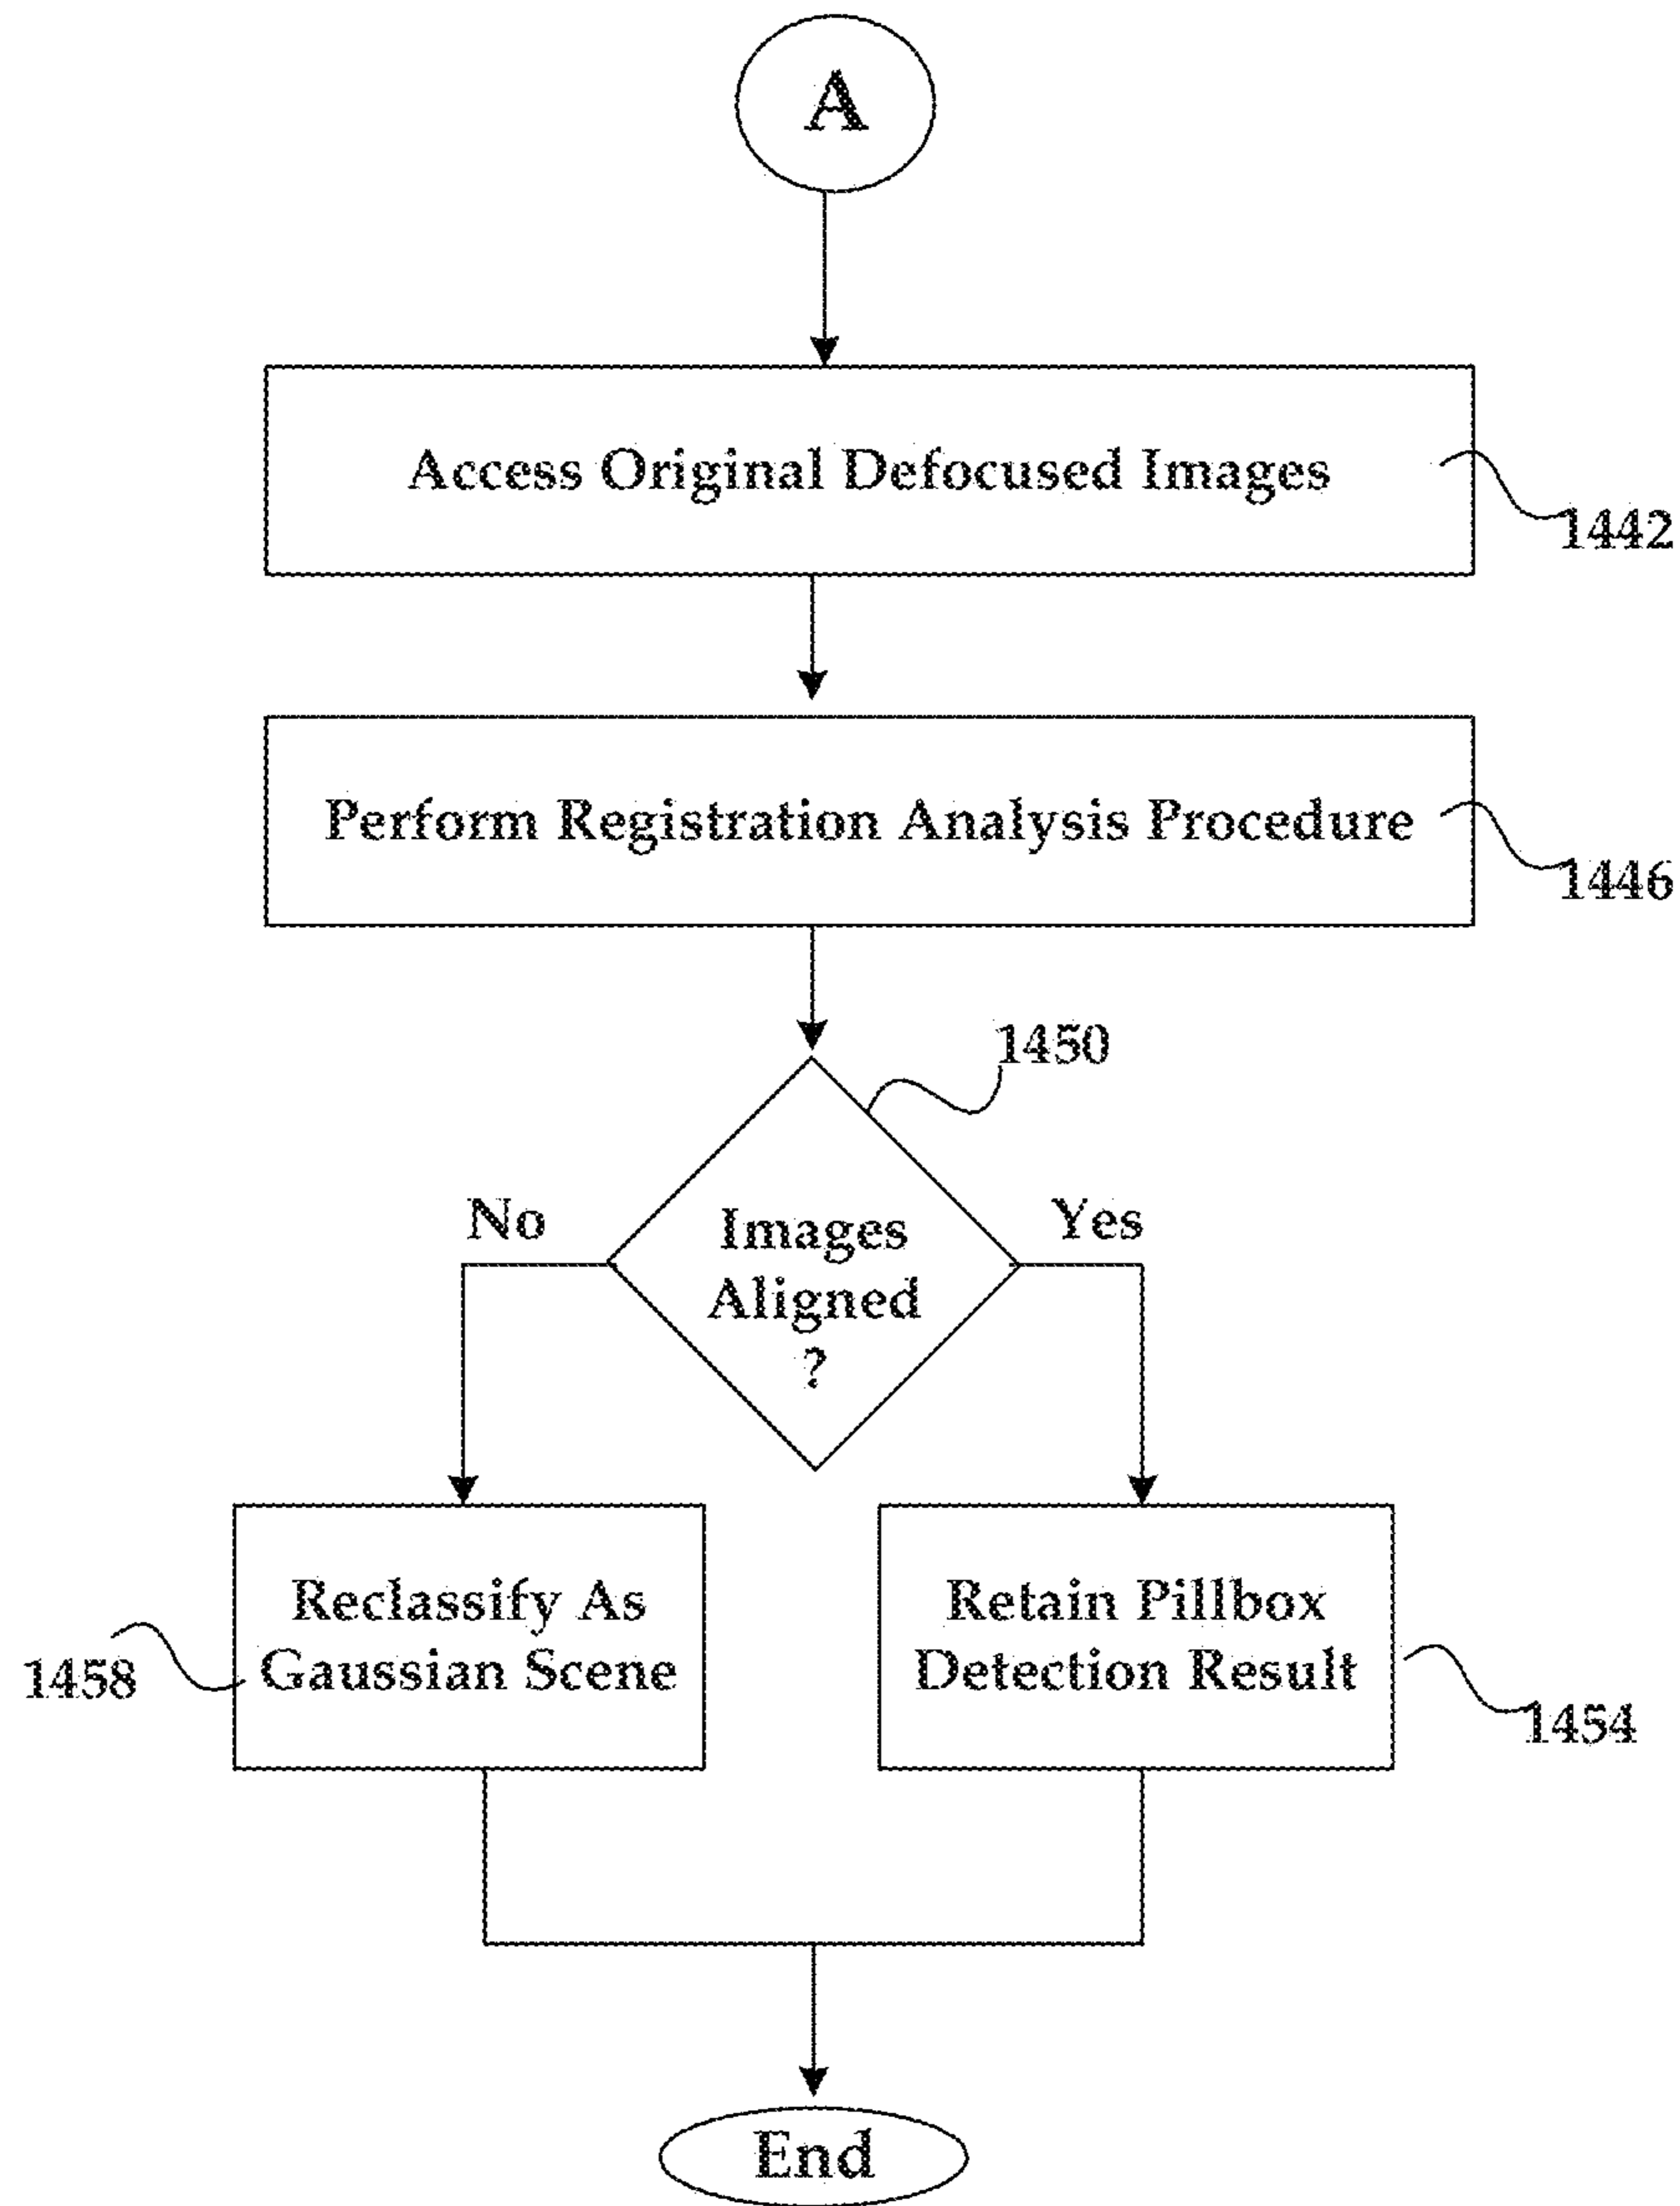 A
Access Original Defocused Images
1442
Perform Registration Analysis Procedure
1446
1450
No
Yes
Images
Aligned
?
Reclassify As
Gaussian Scene
1458
Retain Pillbox
Detection Result
1454
End